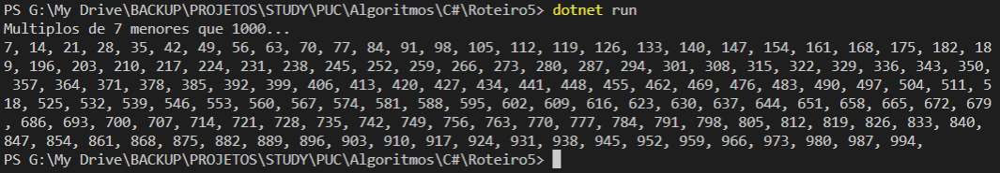 PS G:\My Drive\BACKUP\PROJETOS\STUDY\PUC\Algoritmos\C#\Roteiro5> dotnet run
Multiplos de 7 menores que 1000...
7, 14, 21, 28, 35, 42, 49, 56, 63, 70, 77, 84, 91, 98, 105, 112, 119, 126, 133, 140, 147, 154, 161, 168, 175, 182, 18
9, 196, 203, 210, 217, 224, 231, 238, 245, 252, 259, 266, 273, 280, 287, 294, 301, 308, 315, 322, 329, 336, 343, 350,
 357, 364, 371, 378, 385, 392, 399, 406, 413, 420, 427, 434, 441, 448, 455, 462, 469, 476, 483, 490, 497, 504, 511, 5
18, 525, 532, 539, 546, 553, 560, 567, 574, 581, 588, 595, 602, 609, 616, 623, 630, 637, 644, 651, 658, 665, 672, 679
, 686, 693, 700, 707, 714, 721, 728, 735, 742, 749, 756, 763, 770, 777, 784, 791, 798, 805, 812, 819, 826, 833, 840,
847, 854, 861, 868, 875, 882, 889, 896, 903, 910, 917, 924, 931, 938, 945, 952, 959, 966, 973, 980, 987, 994,
PS G:\My Drive\BACKUP\PROJETOS\STUDY\PUC\Algoritmos\C#\Roteiro5>